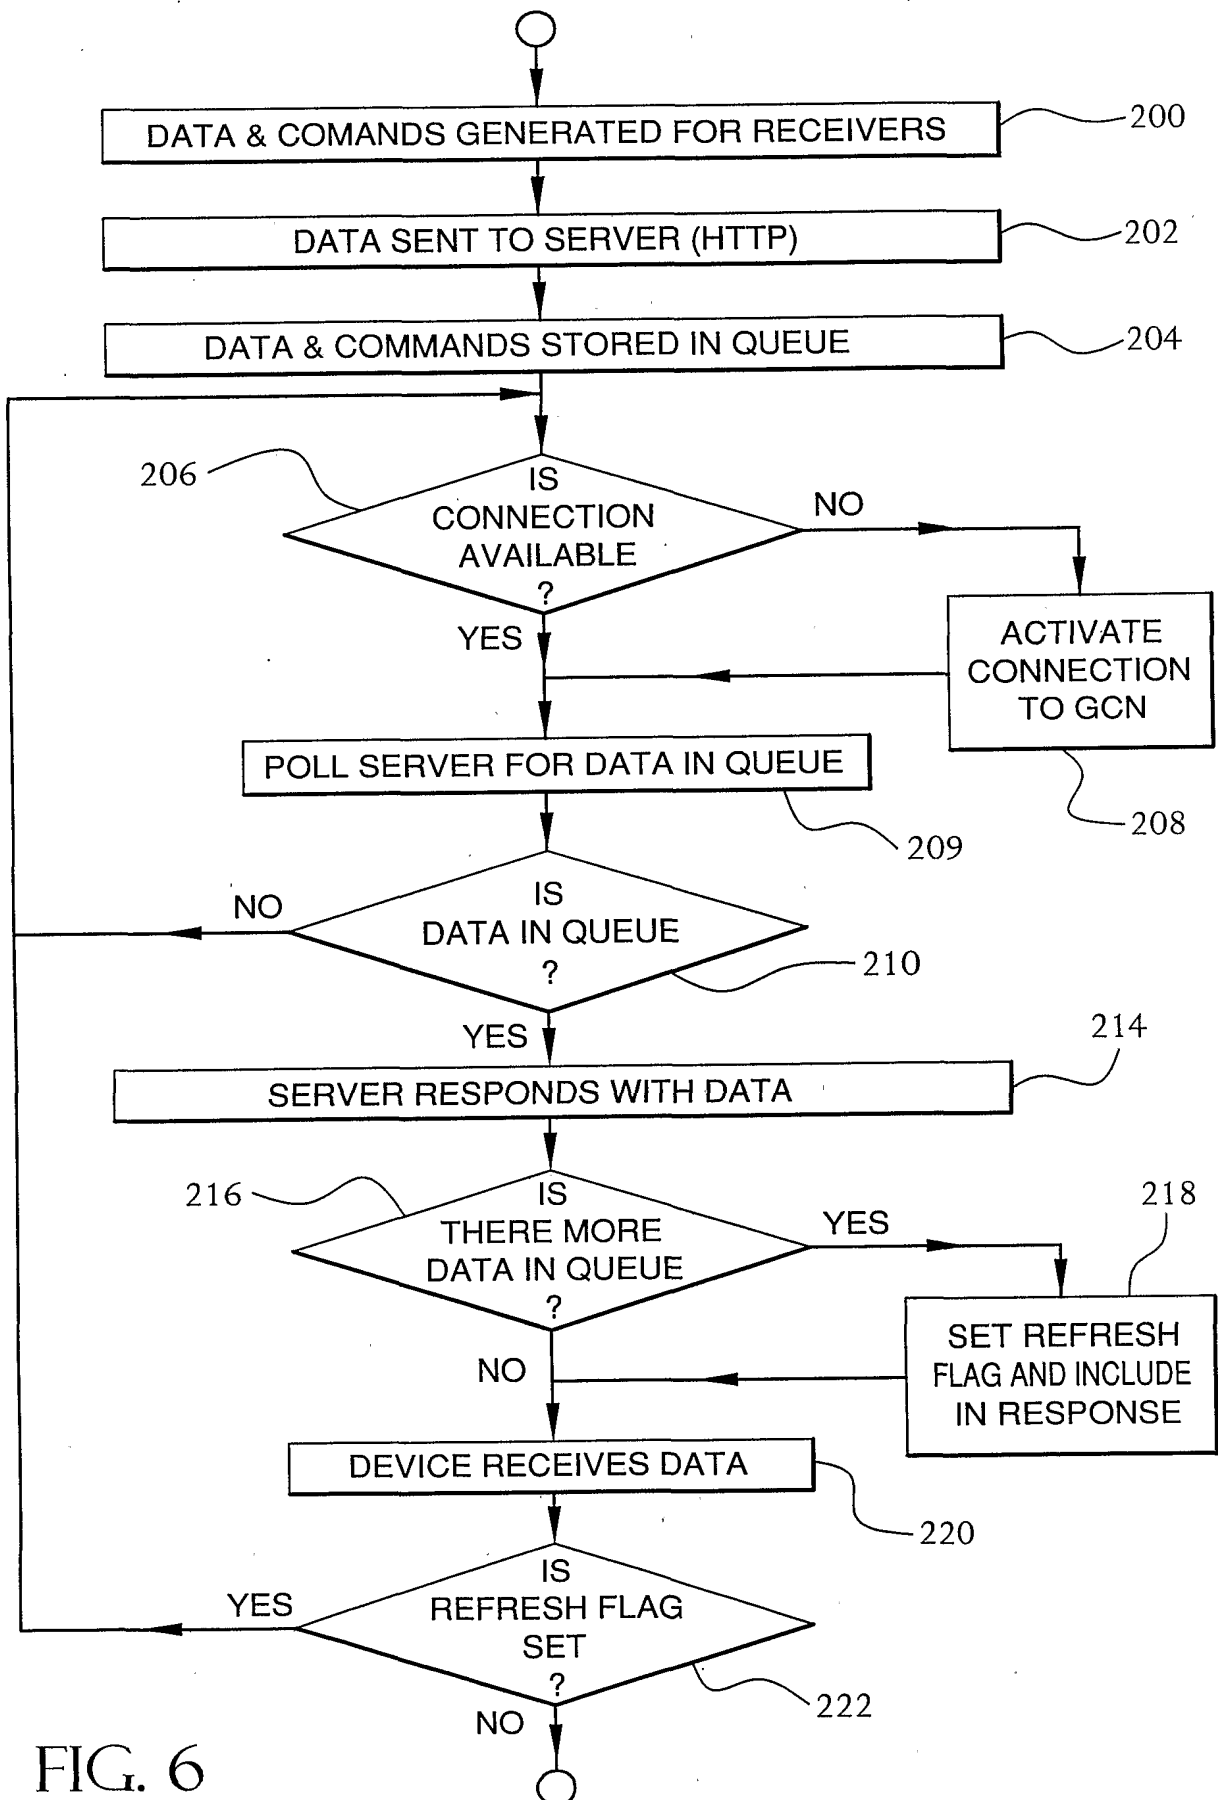 DATA & COMANDS GENERATED FOR RECEIVERS
200
DATA SENT TO SERVER (HTTP)
202
DATA & COMMANDS STORED IN QUEUE
204
206
IS
CONNECTION
AVAILABLE
?
NO
YES
ACTIVATE
CONNECTION
TO GCN
208
POLL SERVER FOR DATA IN QUEUE
209
IS
DATA IN QUEUE
?
NO
210
YES
214
SERVER RESPONDS WITH DATA
216
IS
THERE MORE
DATA IN QUEUE
?
YES
218
NO
SET REFRESH
FLAG AND INCLUDE
IN RESPONSE
DEVICE RECEIVES DATA
220
IS
REFRESH FLAG
SET
?
YES
222
NO
FIG. 6